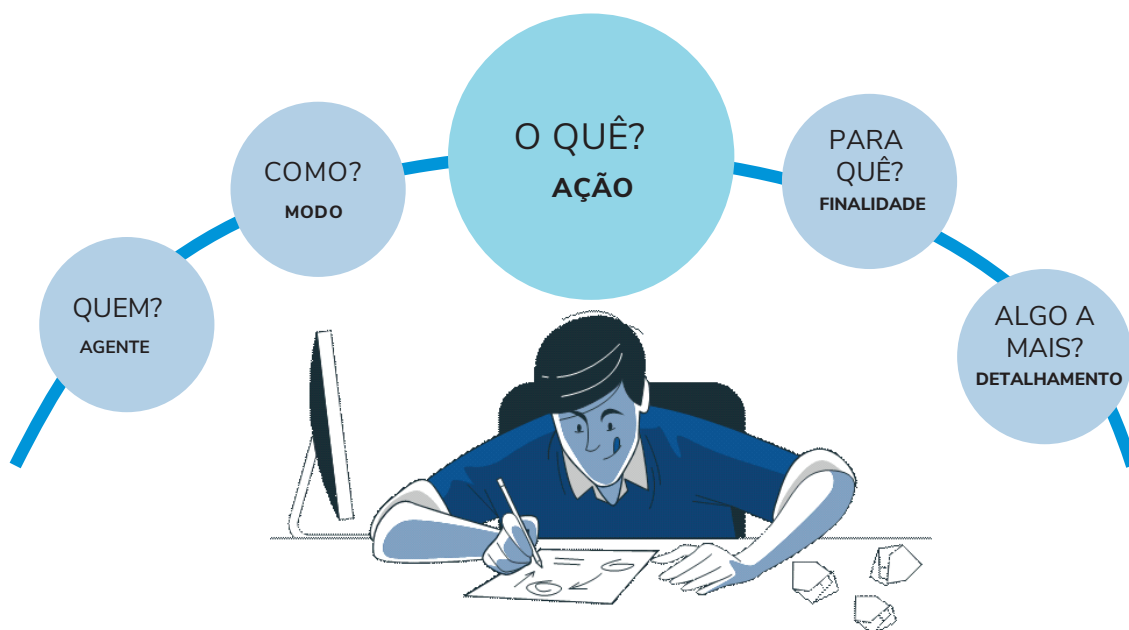 QUEM?
AGENTE
COMO?
MODO
O QUÊ?
AÇÃO
PARA
QUÊ?
FINALIDADE
ALGO A
MAIS?
DETALHAMENTO